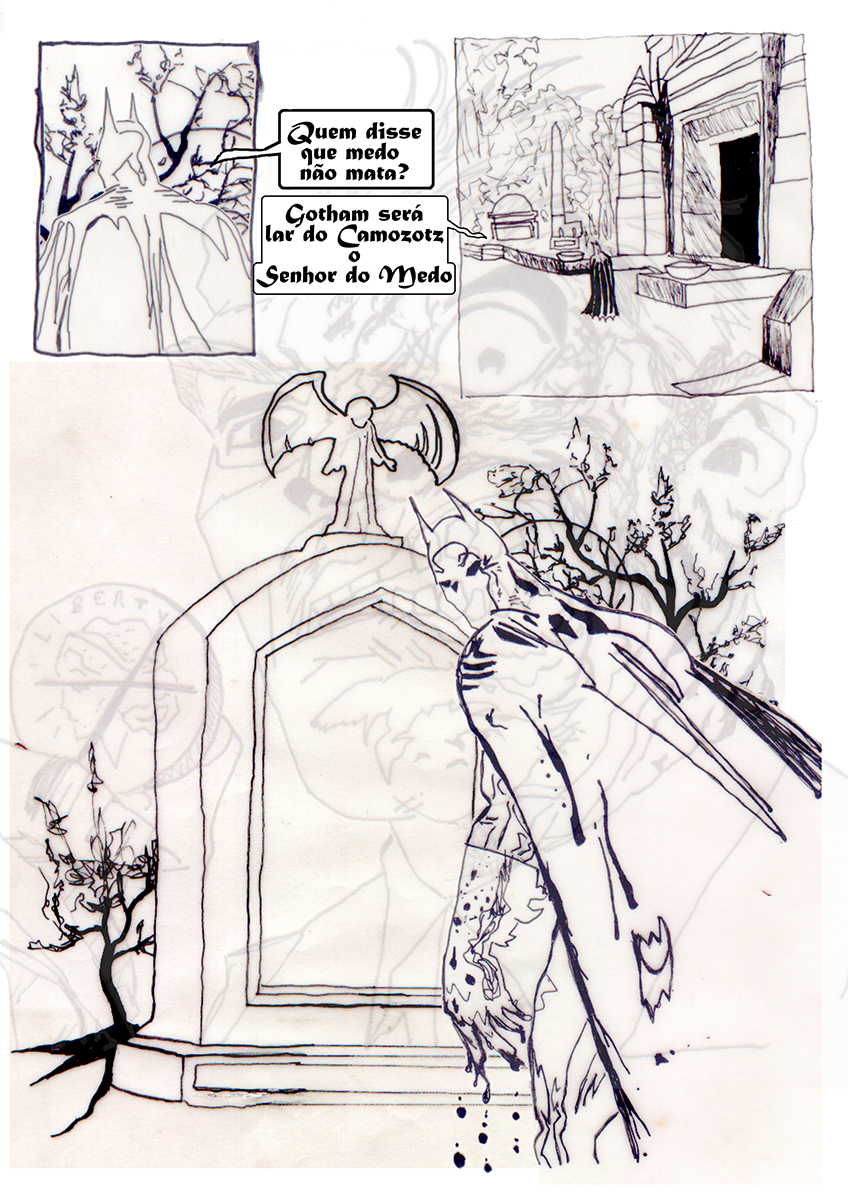 Quem disse
que medo
não mata?
Gotham será
lar do Camozotz
o
Senhor do Medo
LIBERTY